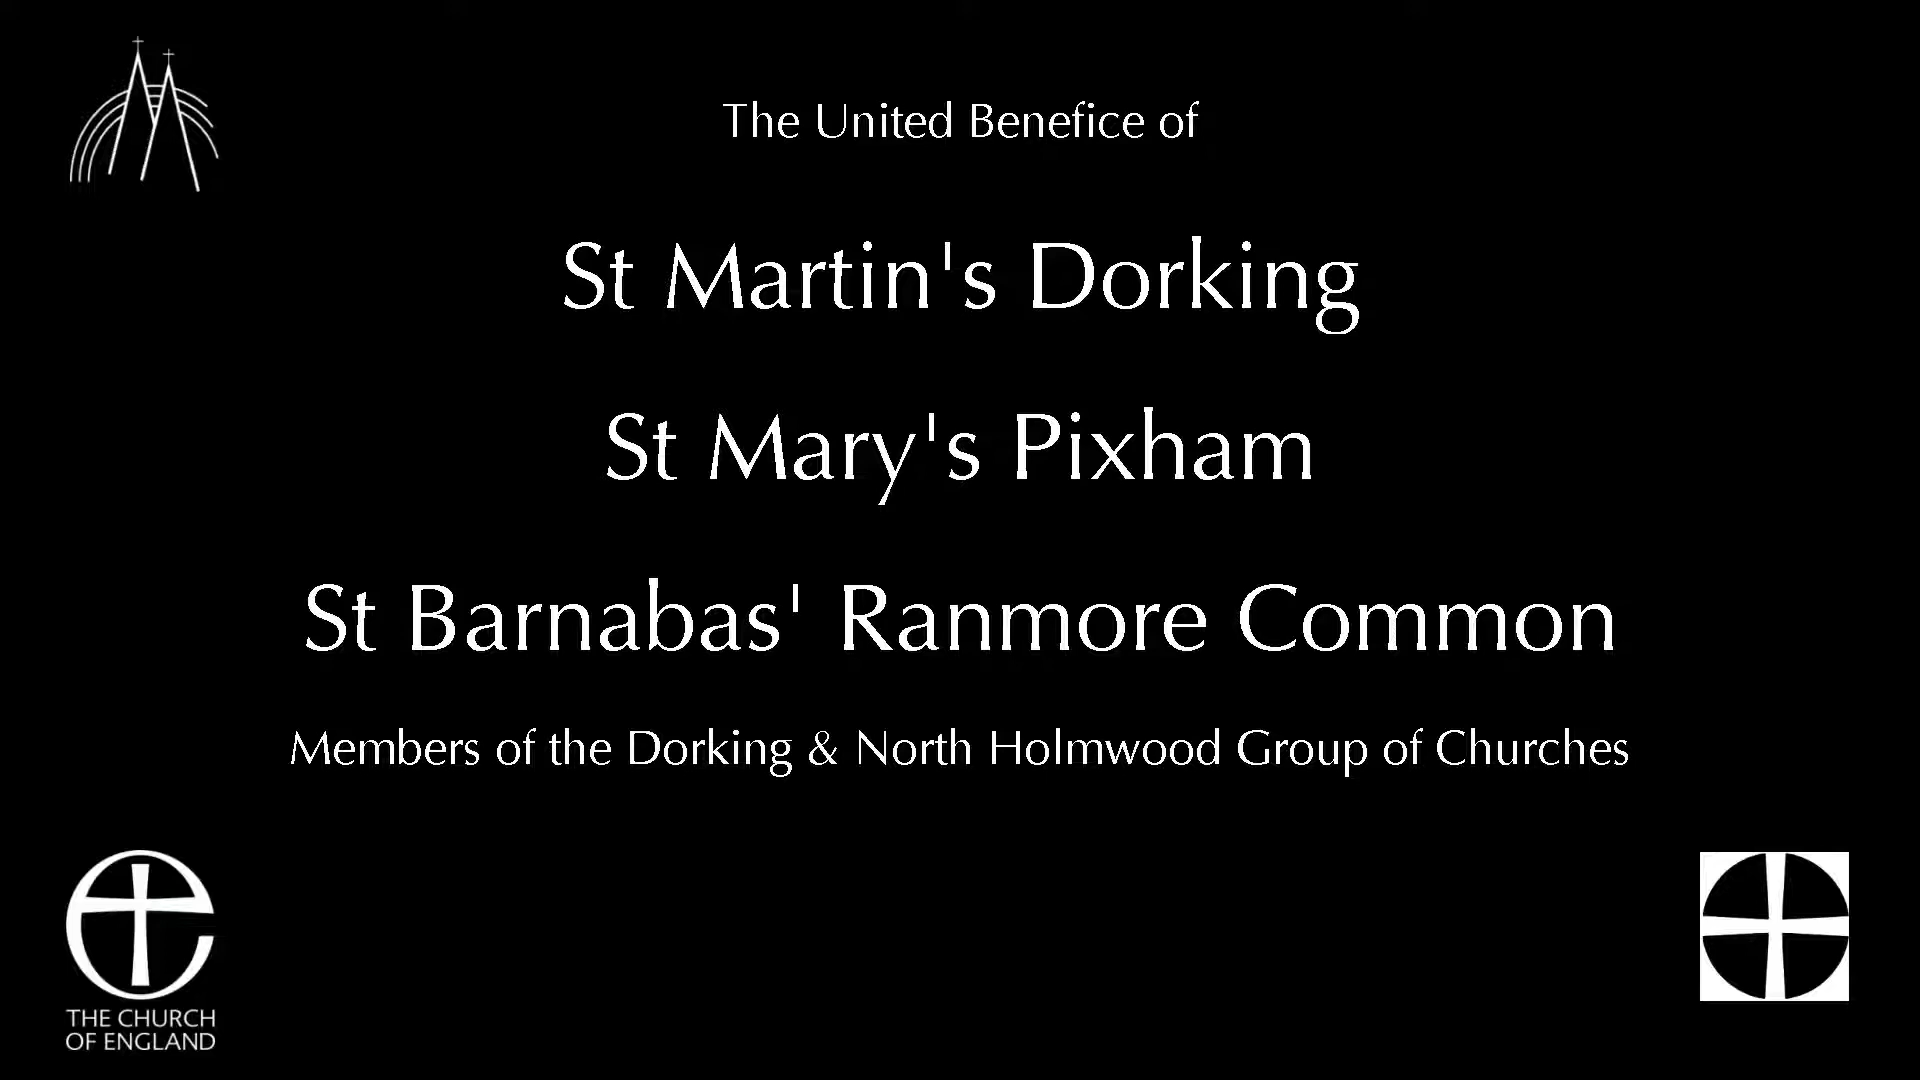 The United Benefice of
St Martin's Dorking
St Mary's Pixham
St Barnabas' Ranmore Common
Members of the Dorking & North Holmwood Group of Churches
THE CHURCH
OF ENGLAND